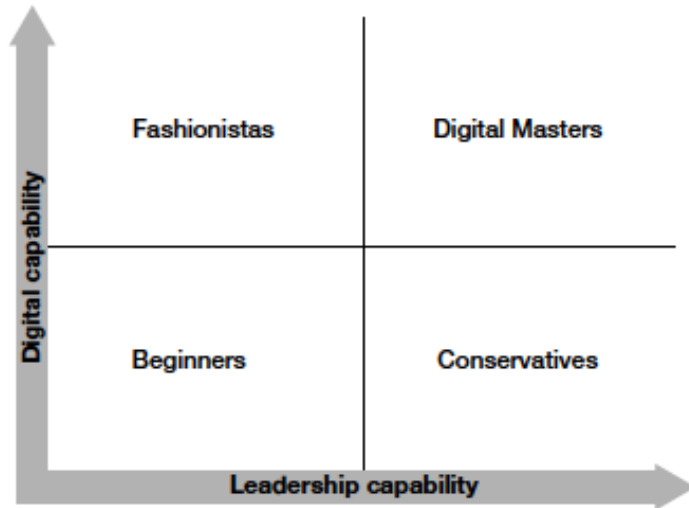 Fashionistas
Digital Masters
Digital capability
Beginners
Conservatives
Leadership capability